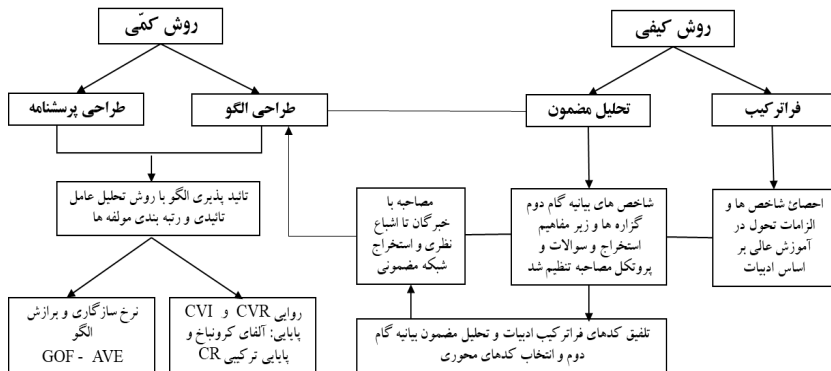 روش کیفی
روش کمّی
فراترکیب
تحلیل مضمون
طراحی الگو
طراحی پرسشنامه
احصائ شاخص ها و
الزامات تحول در
آموزش عالی بر
اساس ادبیات
شاخص های بیانیه گام دوم
گزاره ها و زیر مفاهیم
استخراج و سوالات و
پروتکل مصاحبه تنظیم شد
مصاحبه با
خبرگان تا اشباع
نظری و استخراج
شبکه مضمونی
تلفیق کدهای فراترکیب ادبیات و تحلیل مضمون بیانیه گام
دوم و انتخاب کدهای محوری
تائید پذیری الگو با روش تحلیل عامل
تائیدی و رتبه بندی مولفه ها
روایی CVR و CVI
پایایی: آلفای کرونباخ و
پایایی ترکیبی CR
نرخ سازگاری و برازش
الگو
GOF - AVE